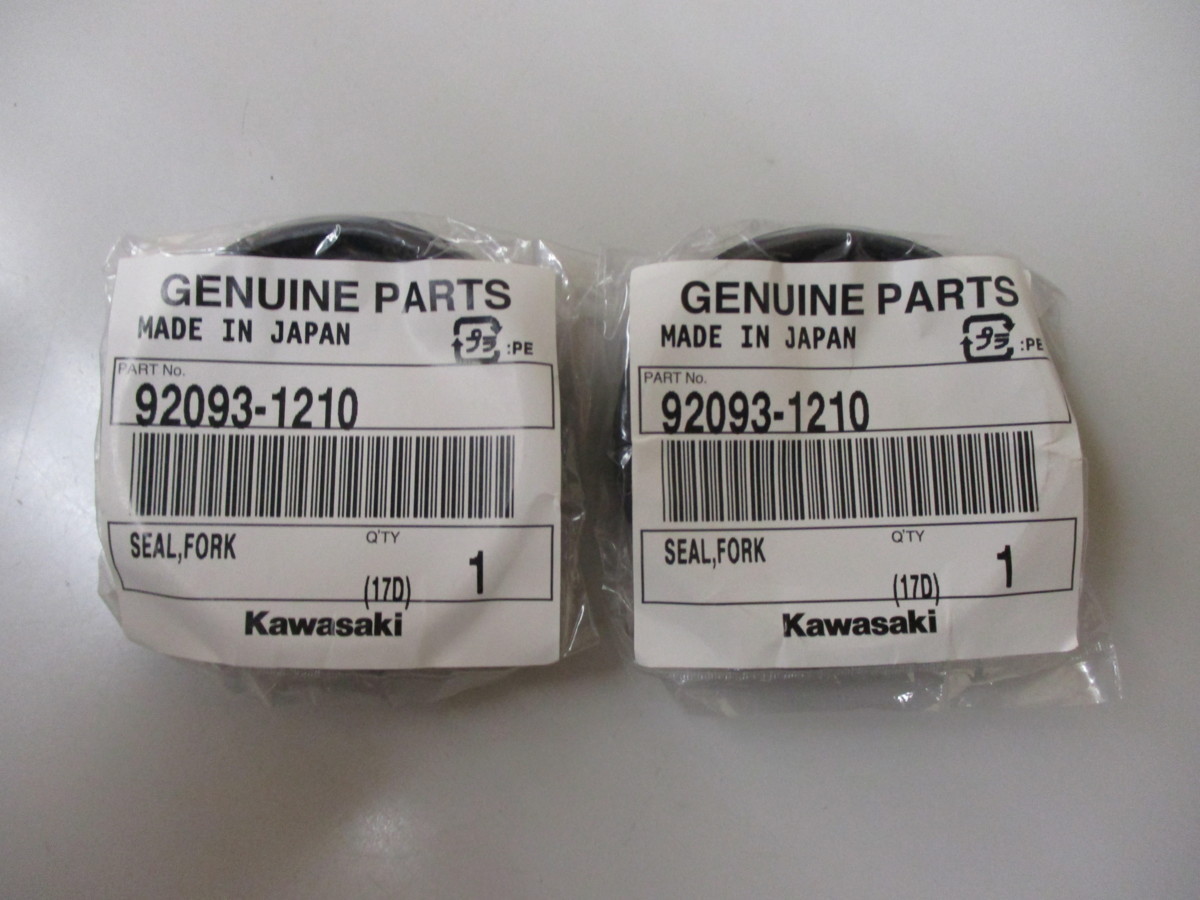 GENUINE PARTS
MADE IN JAPAN
プラ :PE
PART No.
92093-1210
SEAL,FORK
Q'TY
1
(17D)
Kawasaki
GENUINE PARTS
MADE IN JAPAN
プラ :PE
PART No.
92093-1210
SEAL,FORK
Q'TY
1
(17D)
Kawasaki